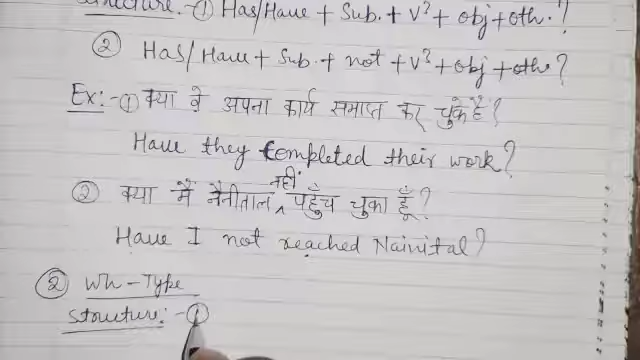 Structure:-① Has/Have + Sub. + V³ + obj + oth.?
② Has/Have + Sub. + not + V³ + obj + oth?
Ex:-① क्या वे अपना कार्य समाप्त कर चुके हैं?
Have they completed their work?
② क्या मैं नैनीताल नहीं पहुँच चुका हूँ?
Have I not reached Nainital?
② Wh-Type
Structure:-①